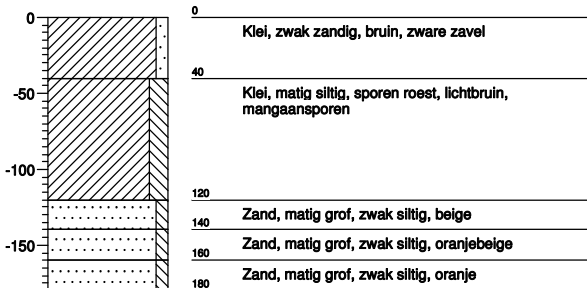 0
0
Klei, zwak zandig, bruin, zware zavel
40
Klei, matig siltig, sporen roest, lichtbruin,
mangaansporen
-50
-100
120
Zand, matig grof, zwak siltig, beige
140
Zand, matig grof, zwak siltig, oranjebeige
-150
160
Zand, matig grof, zwak siltig, oranje
180